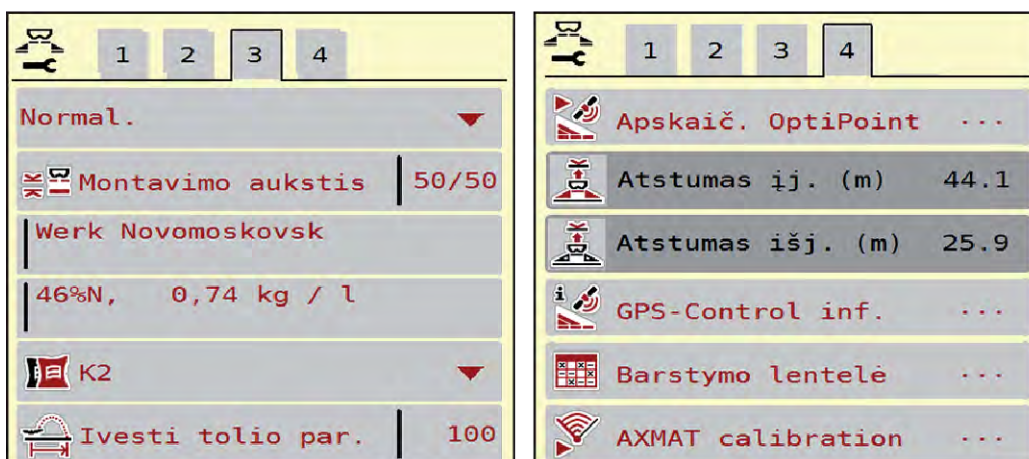 1 2 3 4
Normal.
Montavimo aukstis 50/50
Werk Novomoskovsk
46%N, 0,74 kg / l
K2
Ivesti tolio par. 100
1 2 3 4
Apskaič. OptiPoint ...
Atstumas įj. (m) 44.1
Atstumas išj. (m) 25.9
GPS-Control inf. ...
Barstymo lentelė ...
AXMAT calibration ...